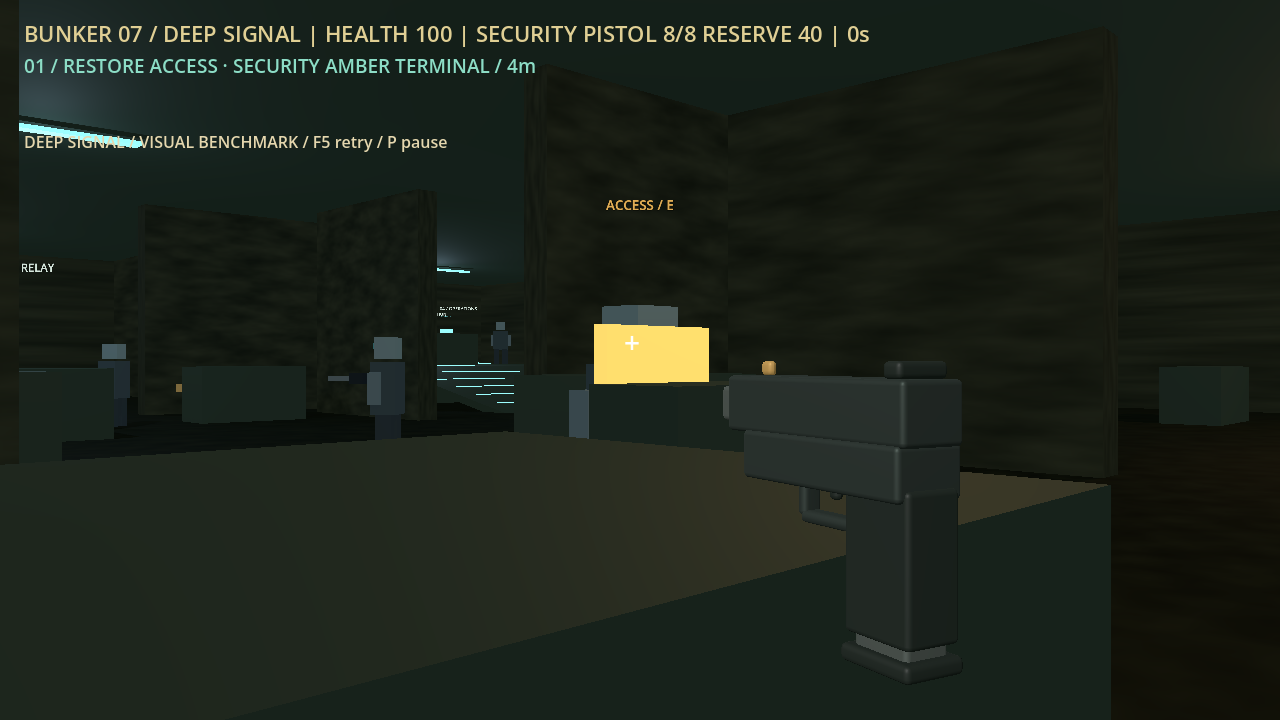 BUNKER 07 / DEEP SIGNAL | HEALTH 100 | SECURITY PISTOL 8/8 RESERVE 40 | 0s
01 / RESTORE ACCESS · SECURITY AMBER TERMINAL / 4m
DEEP SIGNAL / VISUAL BENCHMARK / F5 retry / P pause
ACCESS / E
RELAY